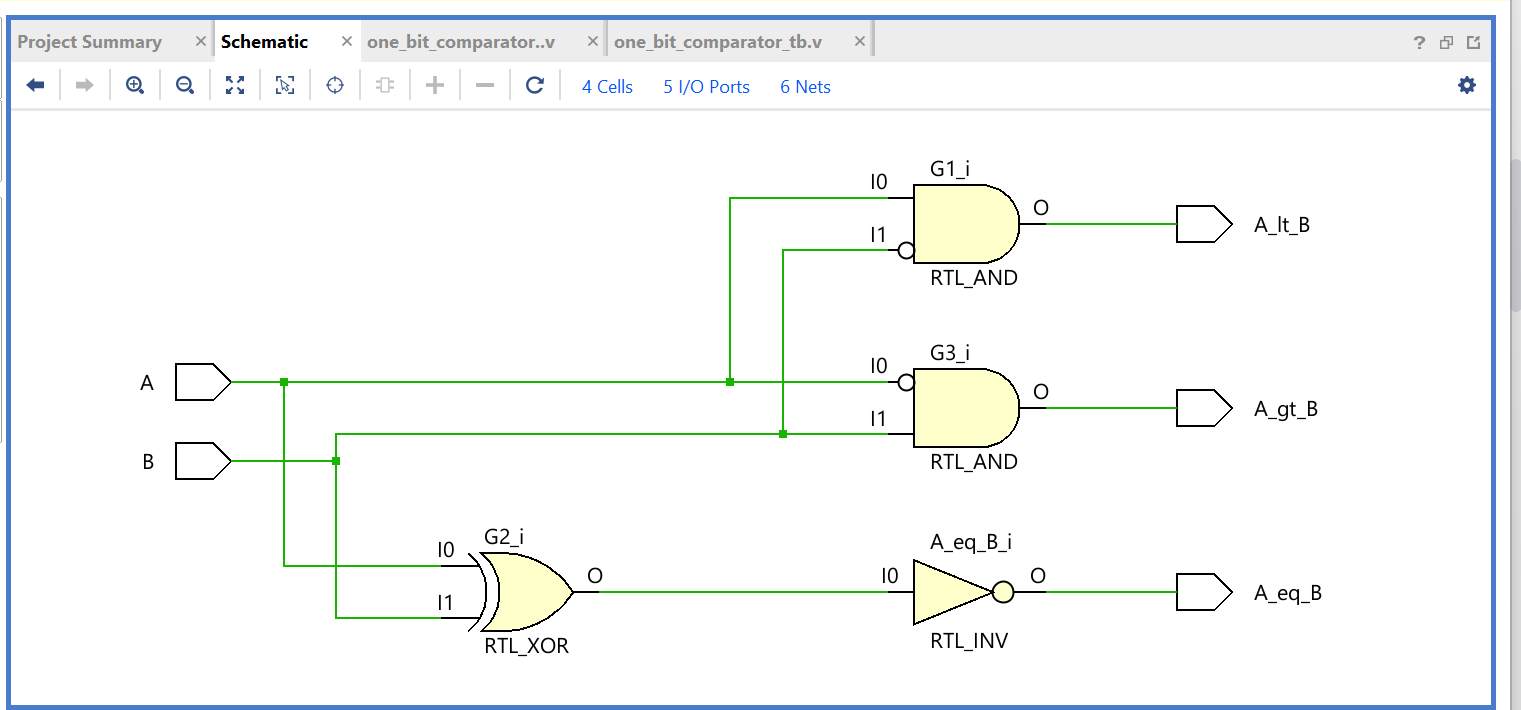 Project Summary × Schematic × one_bit_comparator..v × one_bit_comparator_tb.v × ?
4 Cells 5 I/O Ports 6 Nets
G1_i
I0
O
I1
RTL_AND
A_lt_B
G3_i
I0
O
I1
RTL_AND
A_gt_B
A
B
G2_i
I0
O
I1
RTL_XOR
A_eq_B_i
I0
O
RTL_INV
A_eq_B